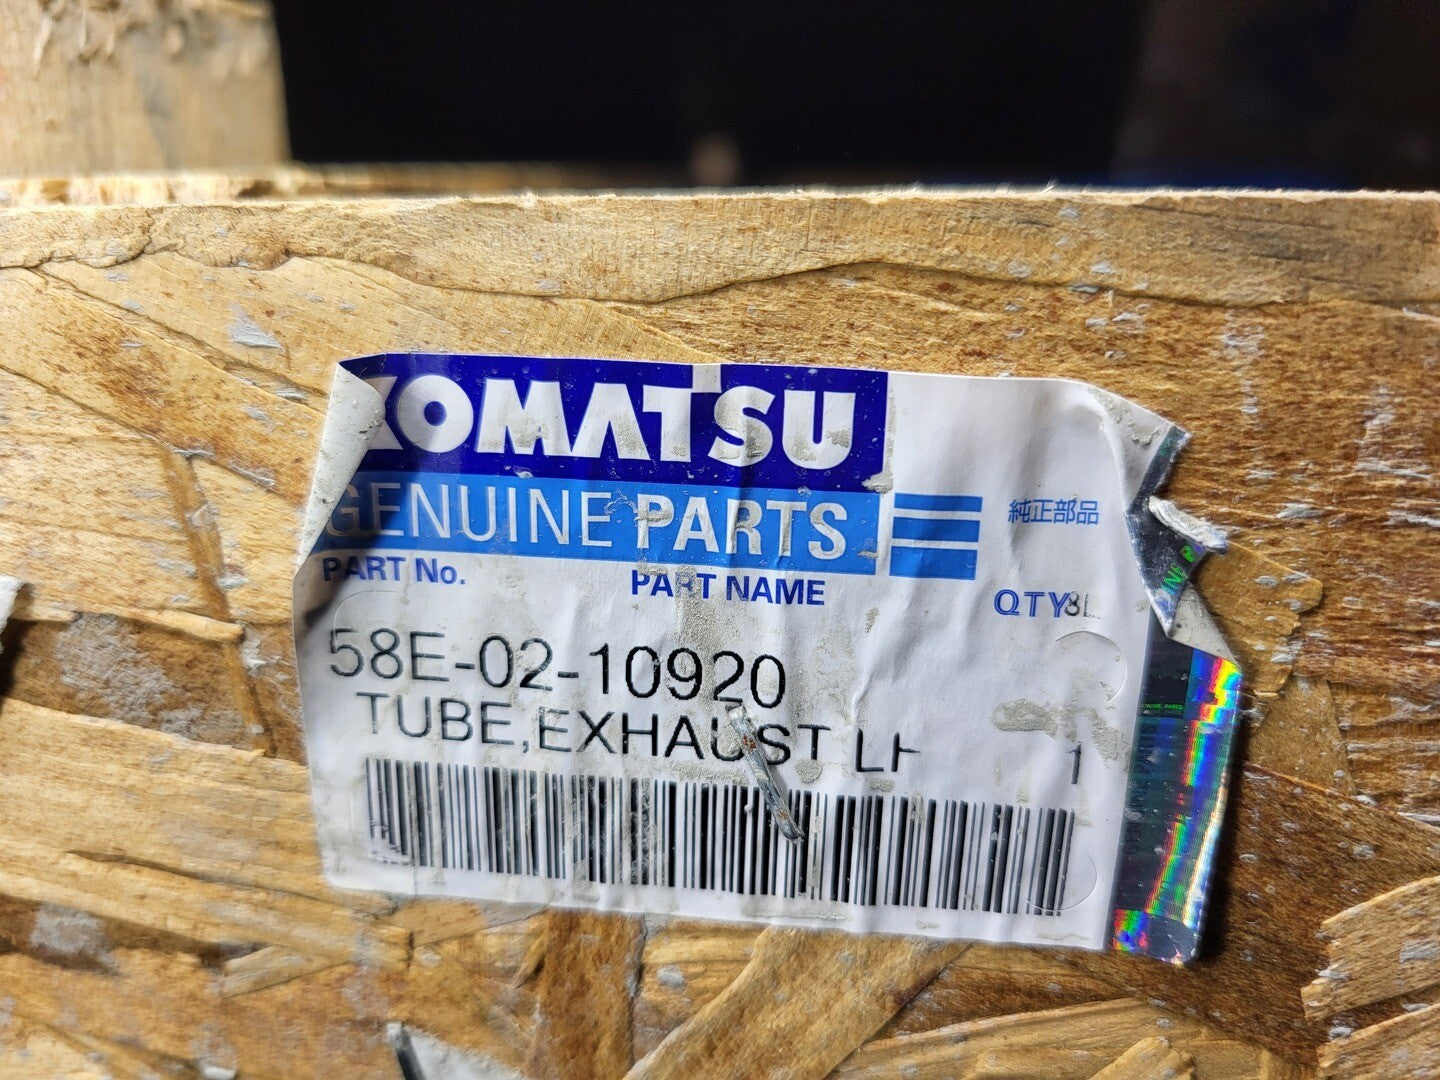 KOMATSU
GENUINE PARTS
純正部品
PART No. PART NAME QTY
58E-02-10920
TUBE,EXHAUST LH
1